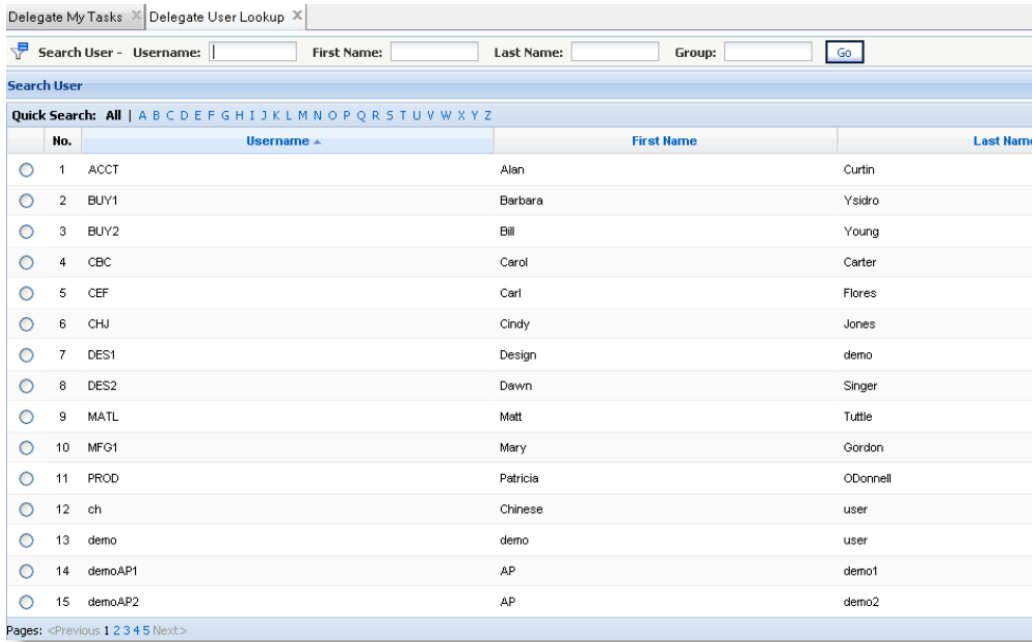 Delegate My Tasks Delegate User Lookup
Search User - Username: First Name: Last Name: Group: Go
Search User
Quick Search: All | A B C D E F G H I J K L M N O P Q R S T U V W X Y Z
No. Username First Name Last Nam
1 ACCT Alan Curtin
2 BUY1 Barbara Ysidro
3 BUY2 Bill Young
4 CBC Carol Carter
5 CEF Carl Flores
6 CHJ Cindy Jones
7 DES1 Design demo
8 DES2 Dawn Singer
9 MATL Matt Tuttle
10 MFG1 Mary Gordon
11 PROD Patricia ODonnell
12 ch Chinese user
13 demo demo user
14 demoAP1 AP demo1
15 demoAP2 AP demo2
Pages: <Previous 1 2 3 4 5 Next>